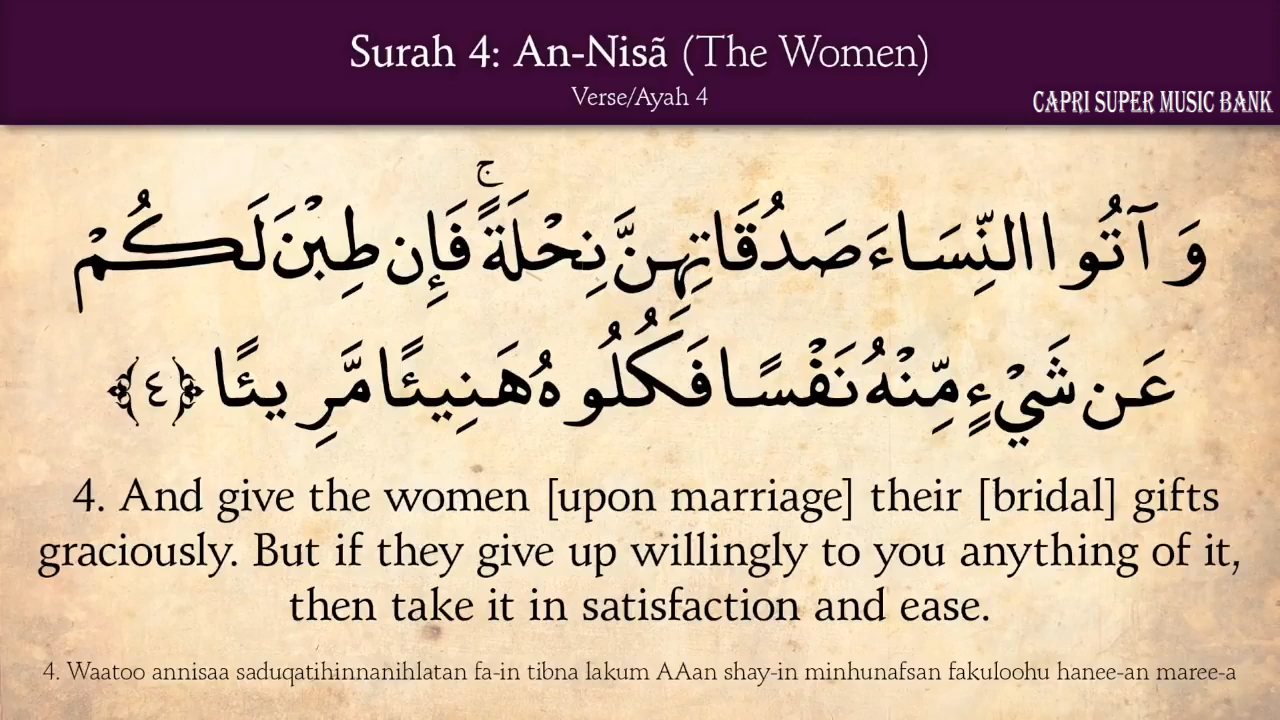 Surah 4: An-Nisã (The Women)
Verse/Ayah 4
CAPRI SUPER MUSIC BANK
وَآتُوا النِّسَاءَ صَدُقَاتِهِنَّ نِحْلَةً ۚ فَإِن طِبْنَ لَكُمْ
عَن شَيْءٍ مِّنْهُ نَفْسًا فَكُلُوهُ هَنِيئًا مَّرِيئًا ﴿٤﴾
4. And give the women [upon marriage] their [bridal] gifts
graciously. But if they give up willingly to you anything of it,
then take it in satisfaction and ease.
4. Waatoo annisaa saduqatihinnanihlatan fa-in tibna lakum AAan shay-in minhunafsan fakuloohu hanee-an maree-a